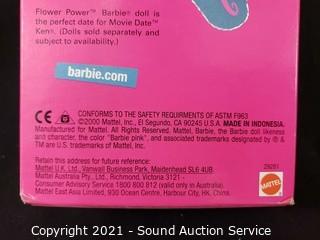 Flower Power™ Barbie® doll is
the perfect date for Movie Date™
Ken®. (Dolls sold separately and
subject to availability.)
barbie.com
CE CONFORMS TO THE SAFETY REQUIREMENTS OF ASTM F963
©2000 Mattel, Inc., El Segundo, CA 90245 U.S.A. MADE IN INDONESIA.
Manufactured for Mattel. All Rights Reserved. Mattel, Barbie, the Barbie doll likeness
and character, the color "Barbie pink", and associated trademarks designated by ® &
™ are U.S. trademarks of Mattel, Inc.
Retain this address for future reference:
Mattel U.K. Ltd., Vanwall Business Park, Maidenhead SL6 4UB.
Mattel Australia Pty., Ltd., Richmond, Victoria 3121 -
Consumer Advisory Service 1800 800 812 (valid only in Australia).
Mattel East Asia Limited, 930 Ocean Centre, Harbour City, HK, China.
MATTEL
Copyright 2021 - Sound Auction Service